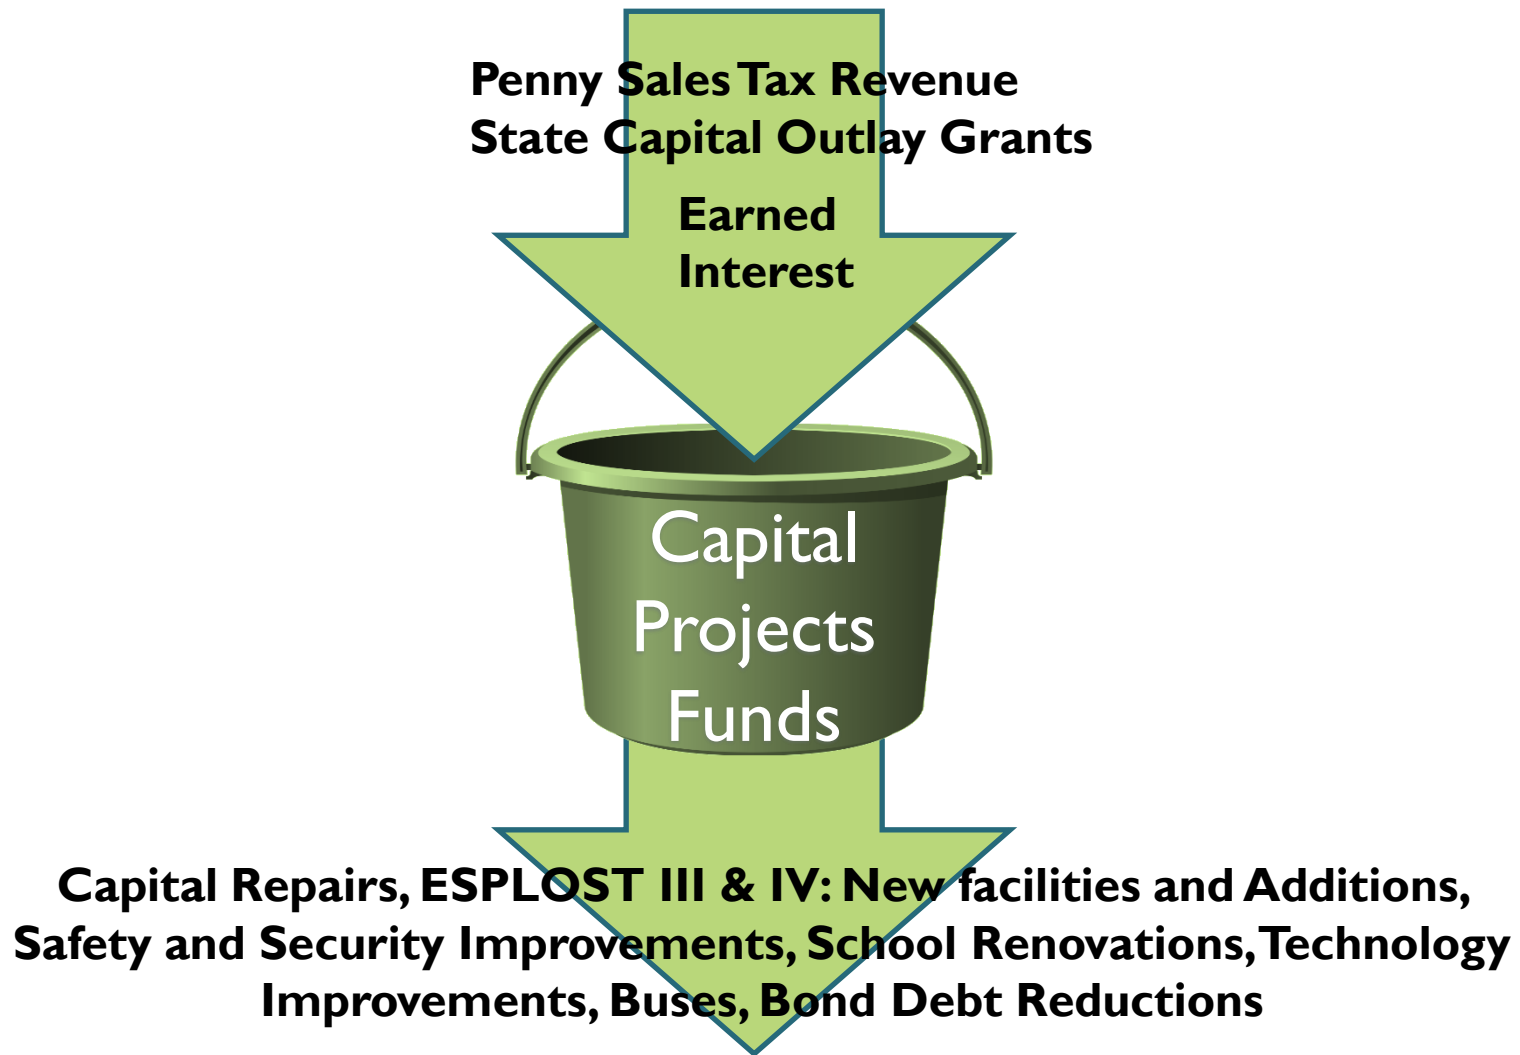 Penny Sales Tax Revenue
State Capital Outlay Grants
Earned
Interest
Capital
Projects
Funds
Capital Repairs, ESPLOST III & IV: New facilities and Additions,
Safety and Security Improvements, School Renovations, Technology
Improvements, Buses, Bond Debt Reductions